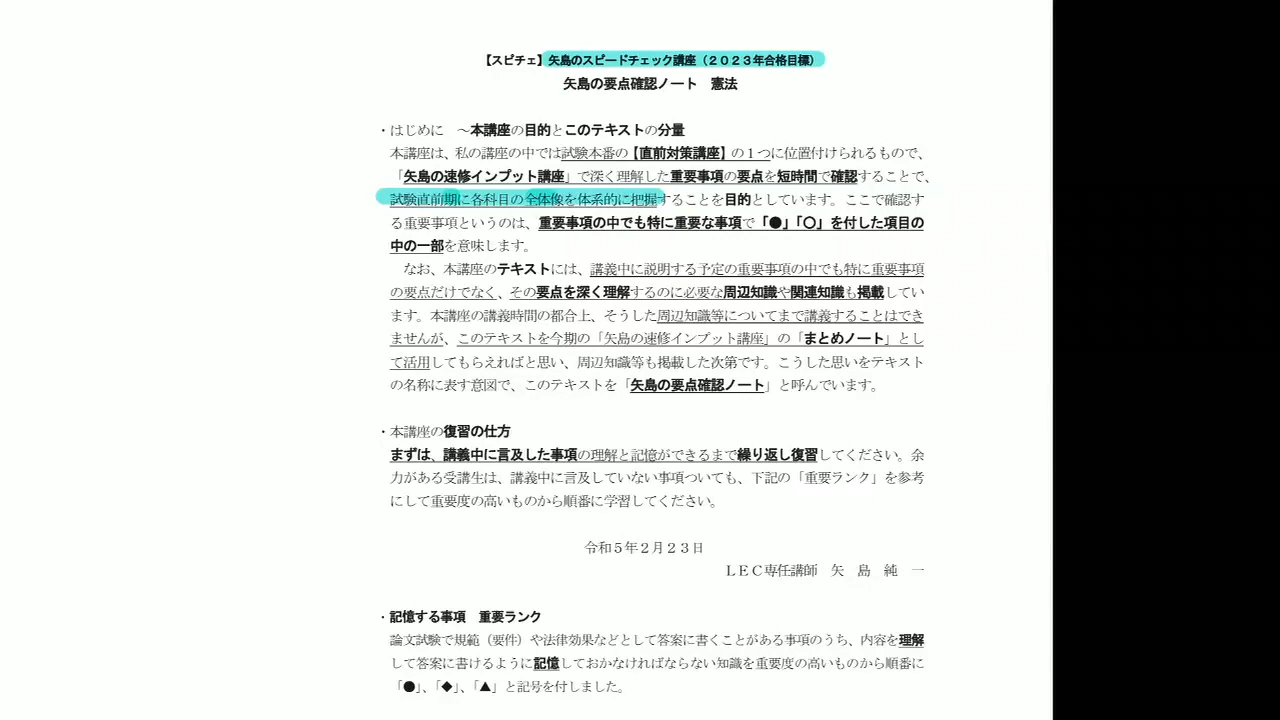 【スピチェ】矢島のスピードチェック講座（２０２３年合格目標）
矢島の要点確認ノート　憲法
・はじめに　～本講座の目的とこのテキストの分量
本講座は、私の講座の中では試験本番の【直前対策講座】の１つに位置付けられるもので、
「矢島の速修インプット講座」で深く理解した重要事項の要点を短時間で確認することで、
試験直前期に各科目の全体像を体系的に把握することを目的としています。ここで確認す
る重要事項というのは、重要事項の中でも特に重要な事項で「●」「〇」を付した項目の
中の一部を意味します。
なお、本講座のテキストには、講義中に説明する予定の重要事項の中でも特に重要事項
の要点だけでなく、その要点を深く理解するのに必要な周辺知識や関連知識も掲載してい
ます。本講座の講義時間の都合上、そうした周辺知識等についてまで講義することはでき
ませんが、このテキストを今期の「矢島の速修インプット講座」の「まとめノート」とし
て活用してもらえればと思い、周辺知識等も掲載した次第です。こうした思いをテキスト
の名称に表す意図で、このテキストを「矢島の要点確認ノート」と呼んでいます。
・本講座の復習の仕方
まずは、講義中に言及した事項の理解と記憶ができるまで繰り返し復習してください。余
力がある受講生は、講義中に言及していない事項ついても、下記の「重要ランク」を参考
にして重要度の高いものから順番に学習してください。
令和５年２月２３日
ＬＥＣ専任講師　矢　島　純　一
・記憶する事項　重要ランク
論文試験で規範（要件）や法律効果などとして答案に書くことがある事項のうち、内容を理解
して答案に書けるように記憶しておかなければならない知識を重要度の高いものから順番に
「●」、「◆」、「▲」と記号を付しました。